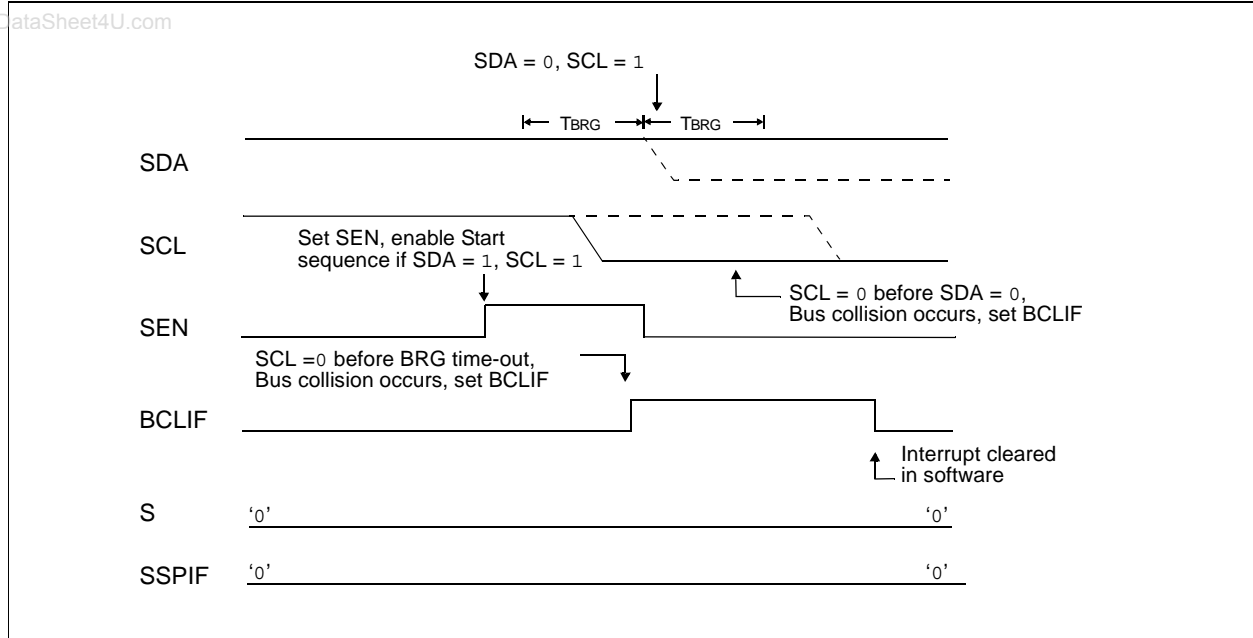 DataSheet4U.com
SDA = 0, SCL = 1
TBRG TBRG
SDA
SCL
Set SEN, enable Start
sequence if SDA = 1, SCL = 1
SCL = 0 before SDA = 0,
Bus collision occurs, set BCLIF
SEN
SCL =0 before BRG time-out,
Bus collision occurs, set BCLIF
BCLIF
Interrupt cleared
in software
S ‘0’ ‘0’
SSPIF ‘0’ ‘0’